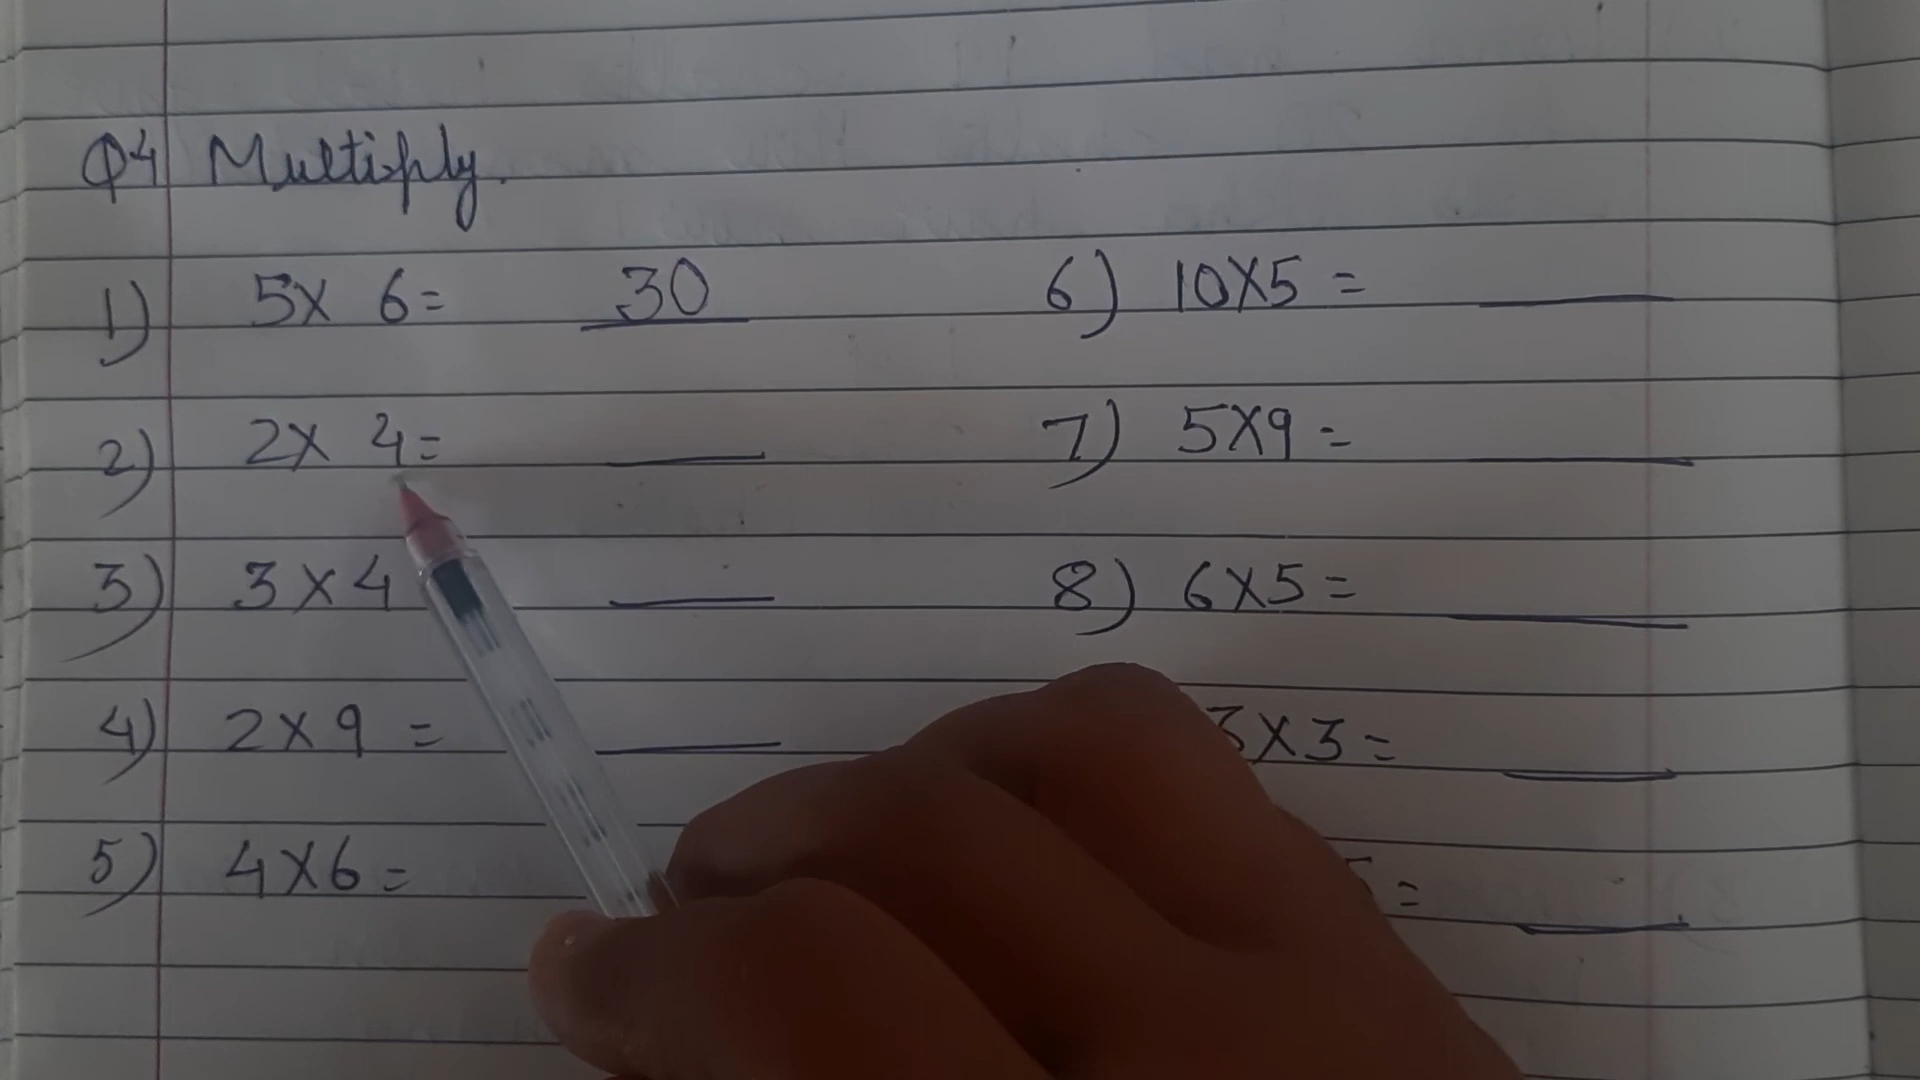 Q4 Multiply.
1) 5x 6= 30
2) 2x 4=
3) 3x4
4) 2x9 =
5) 4x6=
6) 10x5 =
7) 5x9=
8) 6x5=
3x3=
=